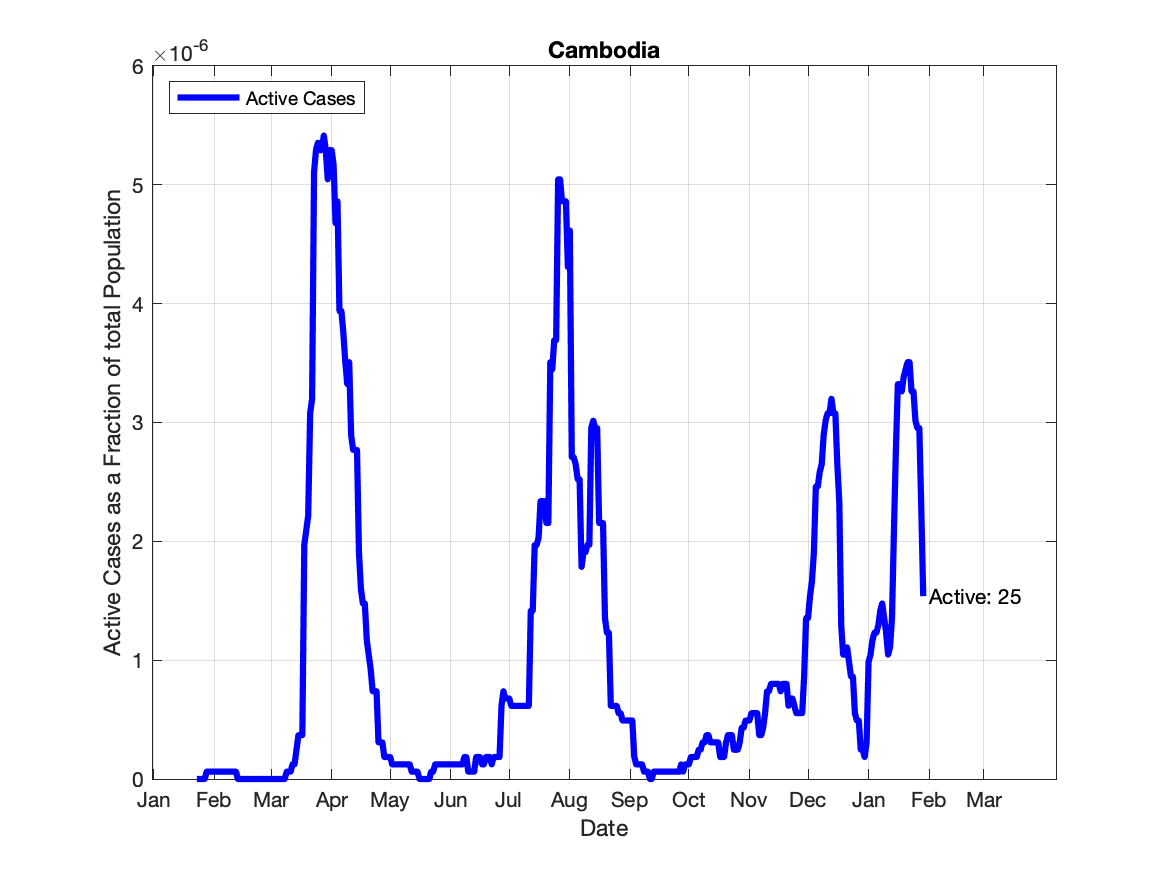 Cambodia
×10-6
Active Cases
6
5
4
3
2
1
0
Active Cases as a Fraction of total Population
Active: 25
Jan Feb Mar Apr May Jun Jul Aug Sep Oct Nov Dec Jan Feb Mar
Date